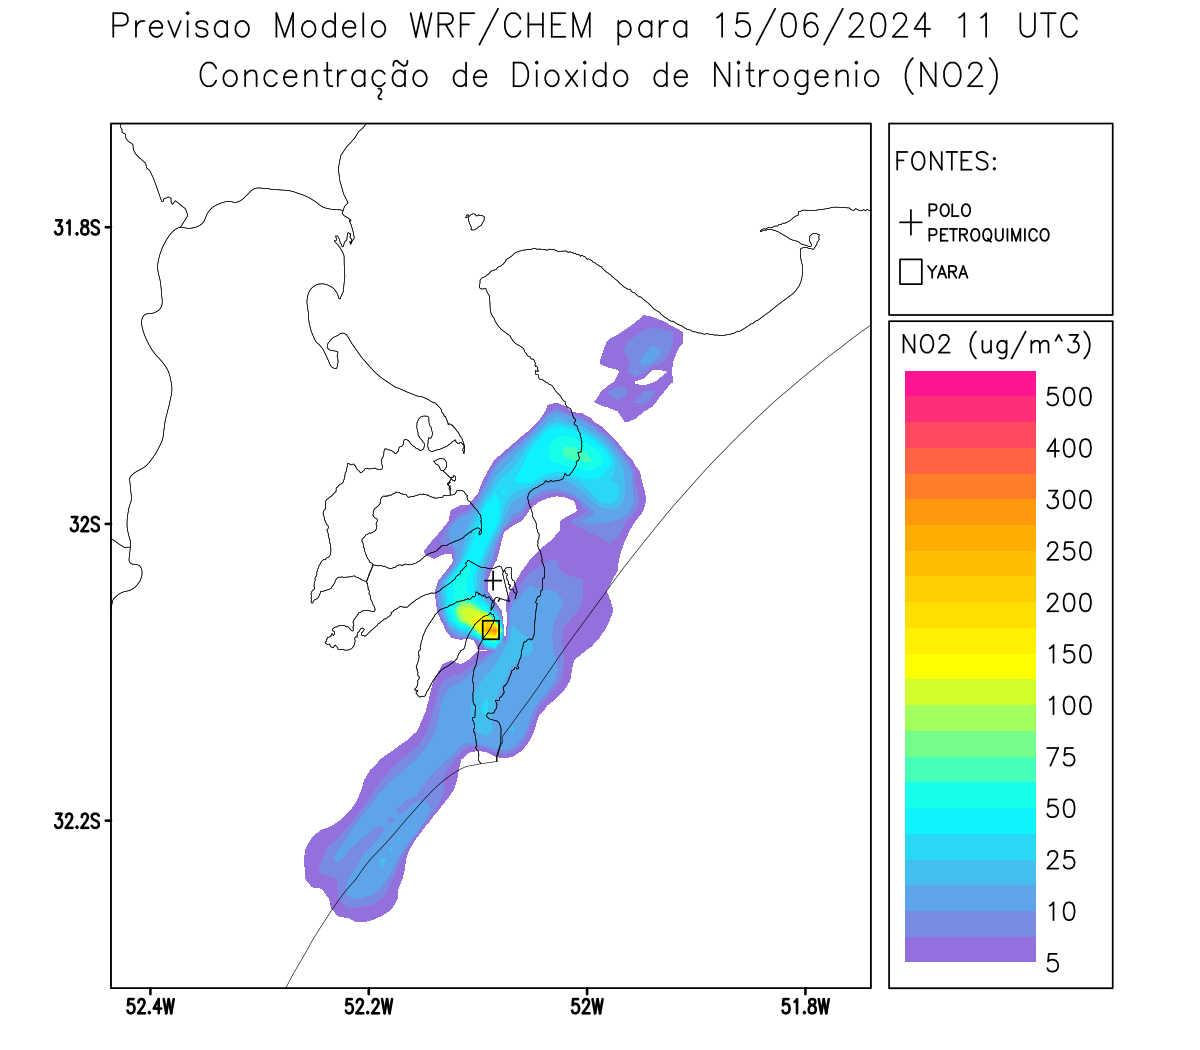 Previsao Modelo WRF/CHEM para 15/06/2024 11 UTC
Concentração de Dioxido de Nitrogenio (NO2)
FONTES:
POLO
PETROQUIMICO
YARA
NO2 (ug/m^3)
500
400
300
250
200
150
100
75
50
25
10
5
31.8S
32S
32.2S
52.4W
52.2W
52W
51.8W